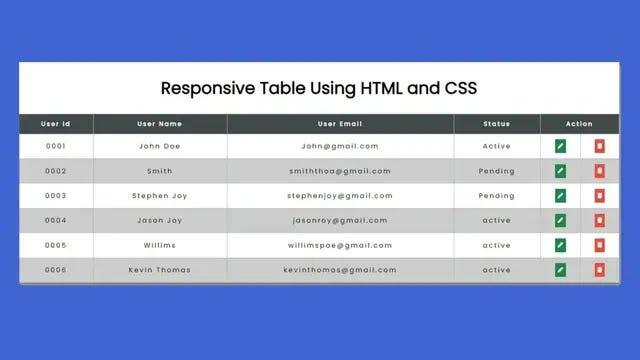 Responsive Table Using HTML and CSS
User Id User Name User Email Status Action
0001 John Doe John@gmail.com Active
0002 Smith smiththoa@gmail.com Pending
0003 Stephen Joy stephenjoy@gmail.com Pending
0004 Jason Joy jasonroy@gmail.com active
0005 Willims willimspoe@gmail.com active
0006 Kevin Thomas kevinthomas@gmail.com active